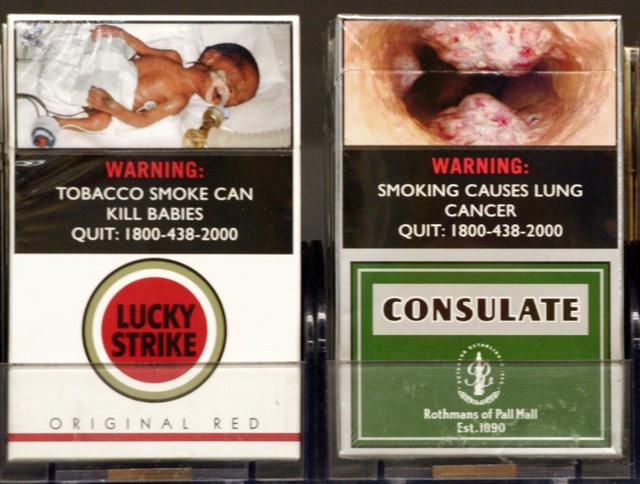 WARNING:
TOBACCO SMOKE CAN
KILL BABIES
QUIT: 1800-438-2000
LUCKY
STRIKE
ORIGINAL RED
WARNING:
SMOKING CAUSES LUNG
CANCER
QUIT: 1800-438-2000
CONSULATE
Rothmans of Pall Mall
Est.1890